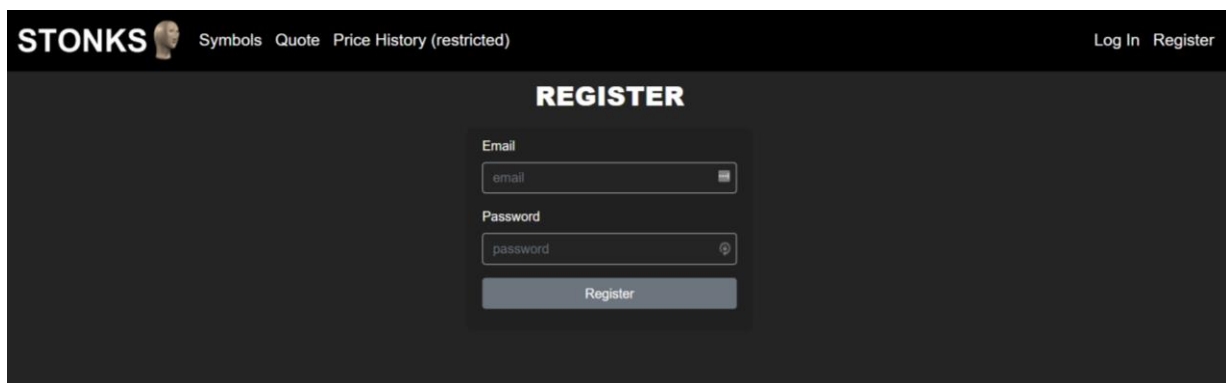 STONKS Symbols Quote Price History (restricted) Log In Register
REGISTER
Email
email
Password
password
Register